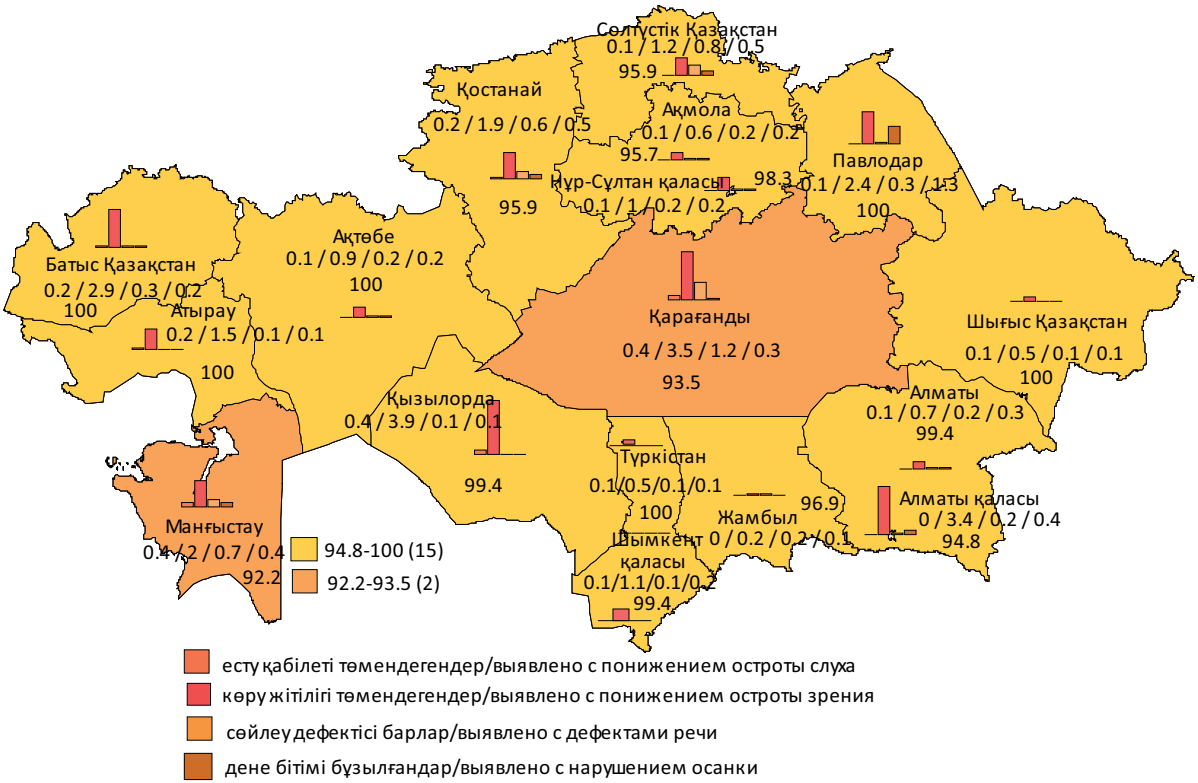 Солтүстік Қазақстан
0.1 / 1.2 / 0.8 / 0.5
95.9
Қостанай
0.2 / 1.9 / 0.6 / 0.5
95.9
Ақмола
0.1 / 0.6 / 0.2 / 0.2
95.7
Нұр-Сұлтан қаласы
98.3
0.1 / 1 / 0.2 / 0.2
Павлодар
0.1 / 2.4 / 0.3 / 1.3
100
Батыс Қазақстан
0.2 / 2.9 / 0.3 / 0.2
100
Ақтөбе
0.1 / 0.9 / 0.2 / 0.2
100
Атырау
0.2 / 1.5 / 0.1 / 0.1
100
Қарағанды
0.4 / 3.5 / 1.2 / 0.3
93.5
Шығыс Қазақстан
0.1 / 0.5 / 0.1 / 0.1
100
Қызылорда
0.4 / 3.9 / 0.1 / 0.1
99.4
Алматы
0.1 / 0.7 / 0.2 / 0.3
99.4
Түркістан
0.1/0.5/0.1/0.1
100
Жамбыл
96.9
0 / 0.2 / 0.2 / 0.1
Алматы қаласы
0 / 3.4 / 0.2 / 0.4
94.8
Шымкент
қаласы
0.1/1.1/0.1/0.2
99.4
Манғыстау
0.4 / 2 / 0.7 / 0.4
92.2
94.8-100 (15)
92.2-93.5 (2)
есту қабілеті төмендегендер/выявлено с понижением остроты слуха
көру жітілігі төмендегендер/выявлено с понижением остроты зрения
сөйлеу дефектісі барлар/выявлено с дефектами речи
дене бітімі бұзылғандар/выявлено с нарушением осанки